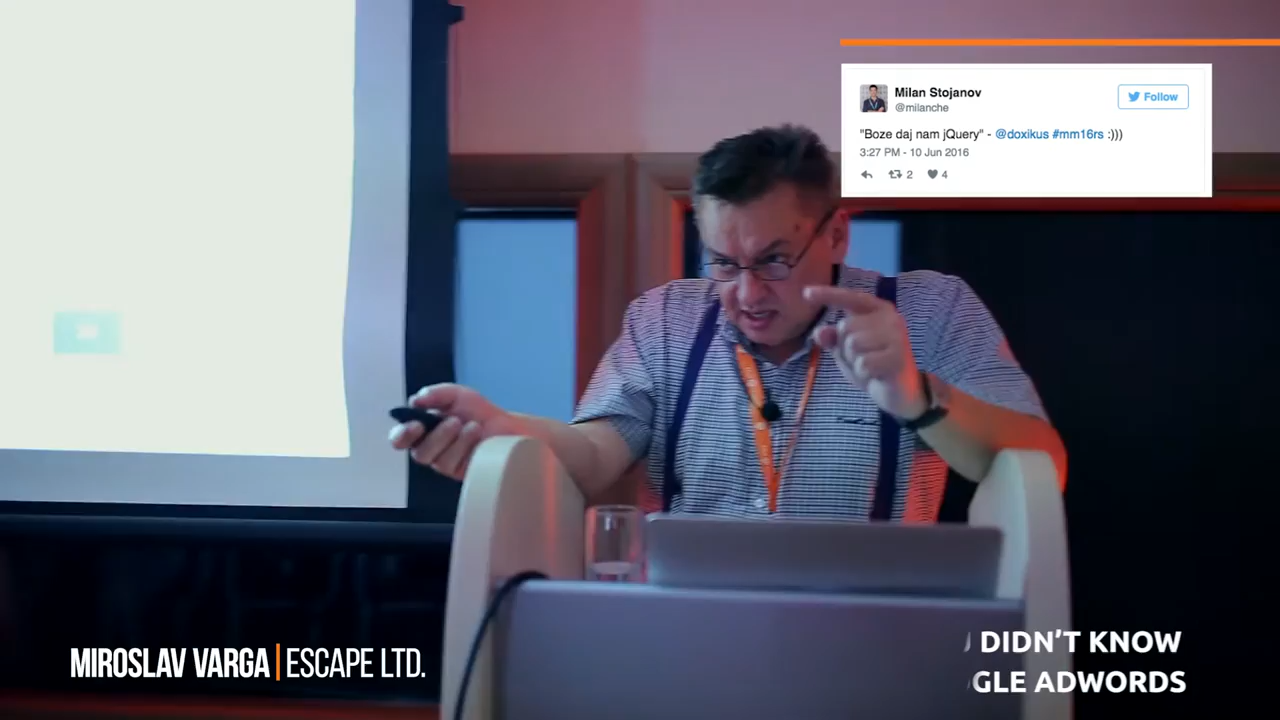 Milan Stojanov
@milanche
Follow
"Boze daj nam jQuery" - @doxikus #mm16rs :)))
3:27 PM - 10 Jun 2016
2 4
MIROSLAV VARGA | ESCAPE LTD.
DIDN'T KNOW
GLE ADWORDS